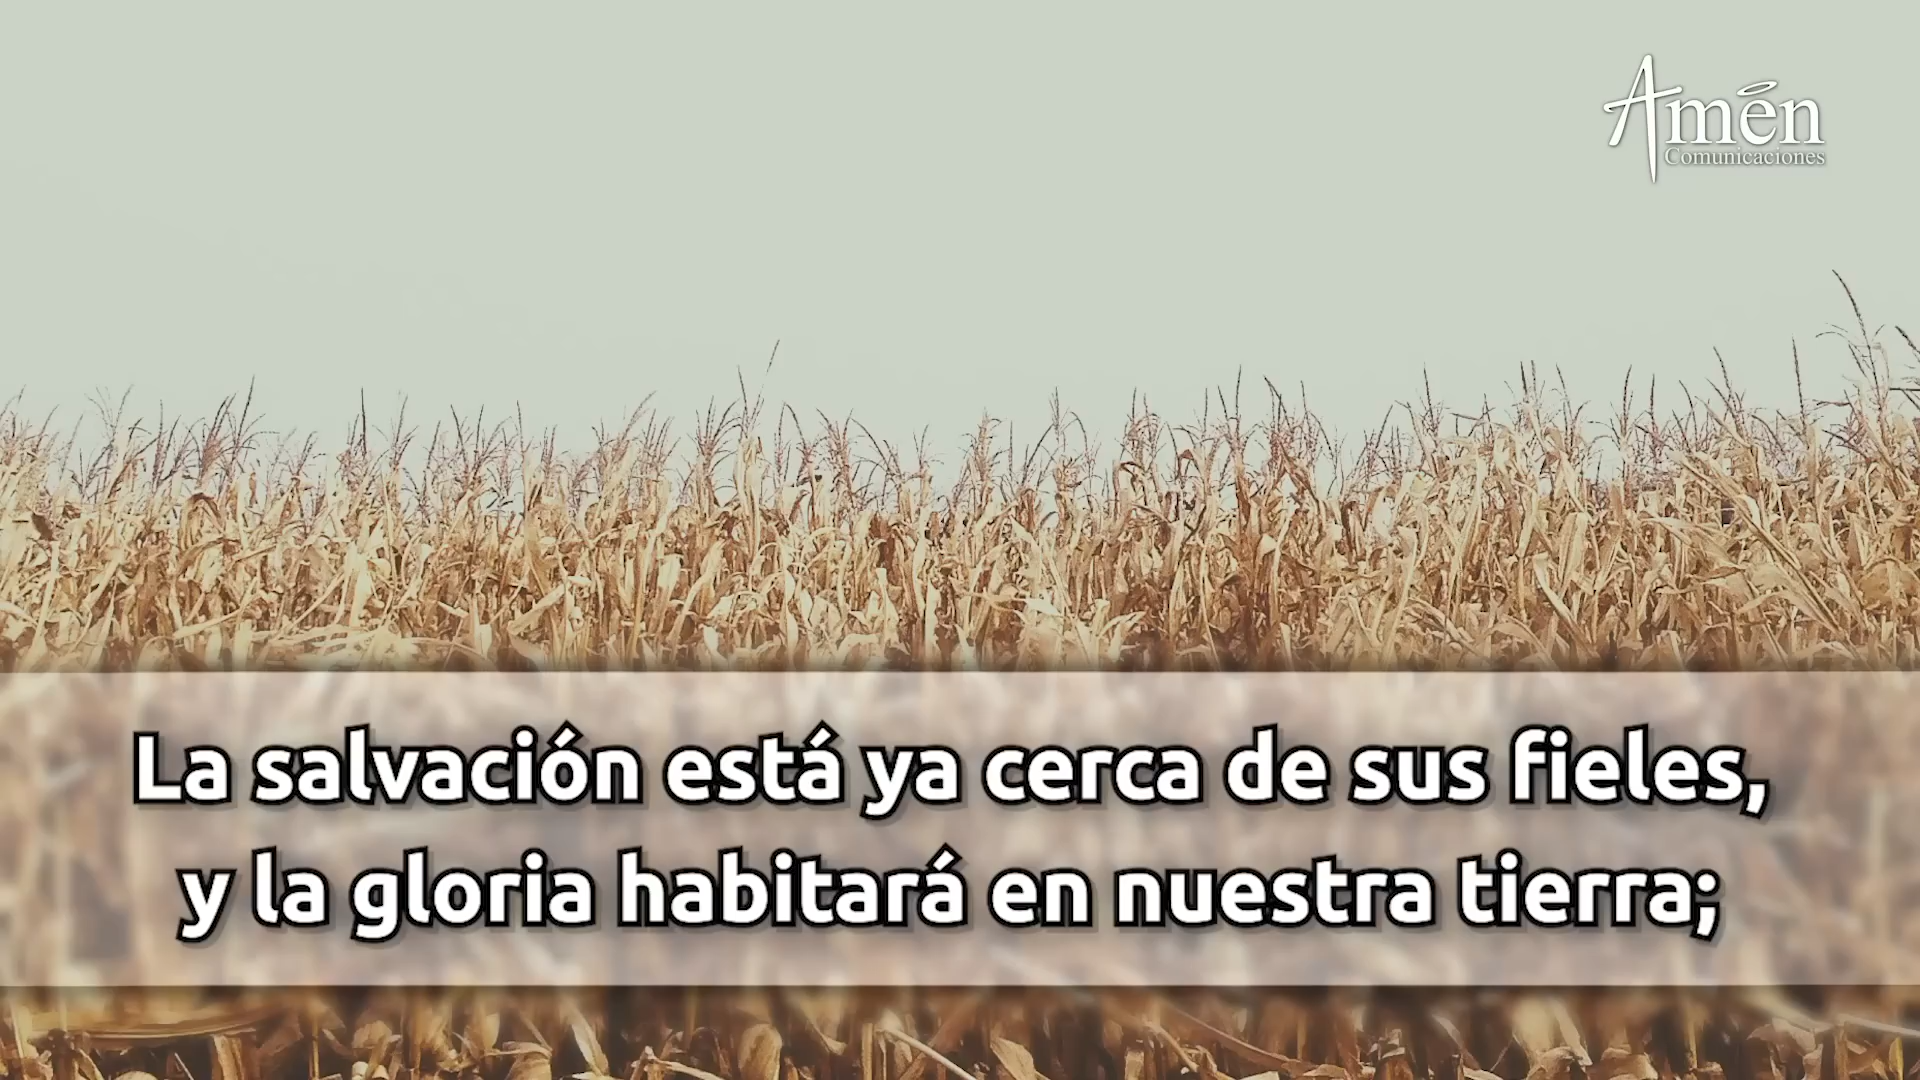 Amén
Comunicaciones
La salvación está ya cerca de sus fieles,
y la gloria habitará en nuestra tierra;